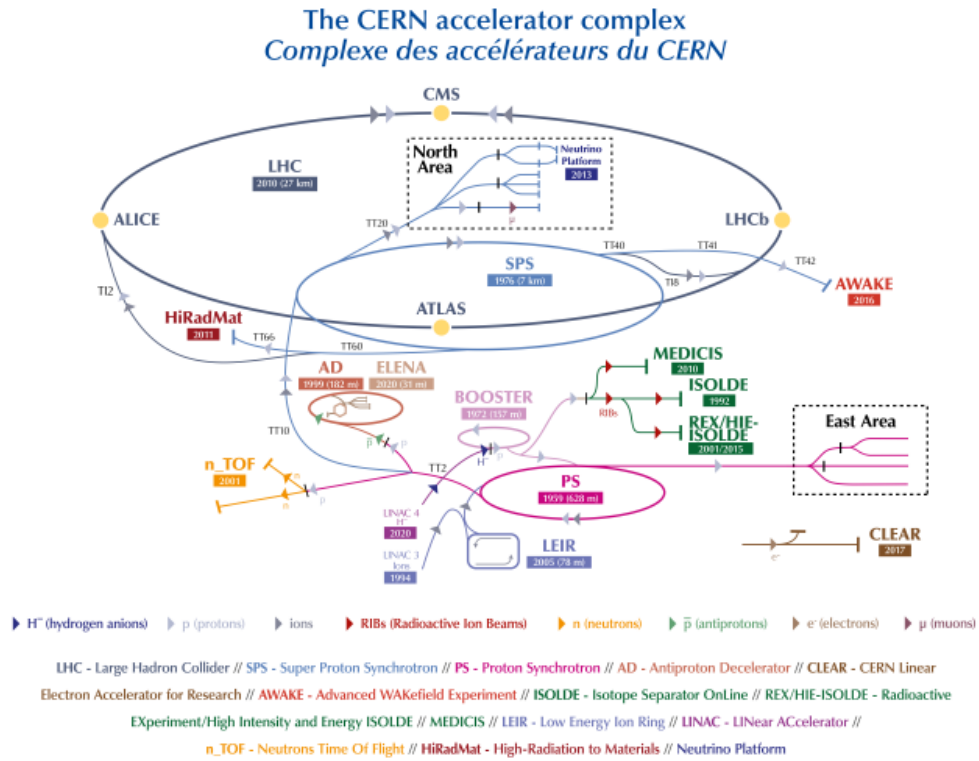 The CERN accelerator complex
Complexe des accélérateurs du CERN
CMS
North
Area
Neutrino
Platform
2013
LHC
2010 (27 km)
ALICE
LHCb
TT20
TT40
TT41
TT42
SPS
1976 (7 km)
TI8
TI2
AWAKE
2016
ATLAS
HiRadMat
2011
TT66
TT60
μ
AD
1999 (182 m)
ELENA
2020 (31 m)
MEDICIS
2010
BOOSTER
1972 (157 m)
ISOLDE
1992
RIBs
REX/HIE-
ISOLDE
2001/2015
East Area
TT10
p̅
p
p
H⁻
TT2
n_TOF
2001
n
n
p
PS
1959 (628 m)
LINAC 4
H⁻
2020
LINAC 3
Ions
1994
LEIR
2005 (78 m)
CLEAR
2017
e⁻
H⁻ (hydrogen anions) p (protons) ions RIBs (Radioactive Ion Beams) n (neutrons) p̅ (antiprotons) e⁻ (electrons) μ (muons)
LHC - Large Hadron Collider // SPS - Super Proton Synchrotron // PS - Proton Synchrotron // AD - Antiproton Decelerator // CLEAR - CERN Linear
Electron Accelerator for Research // AWAKE - Advanced WAKefield Experiment // ISOLDE - Isotope Separator OnLine // REX/HIE-ISOLDE - Radioactive
EXperiment/High Intensity and Energy ISOLDE // MEDICIS // LEIR - Low Energy Ion Ring // LINAC - LINear ACcelerator //
n_TOF - Neutrons Time Of Flight // HiRadMat - High-Radiation to Materials // Neutrino Platform